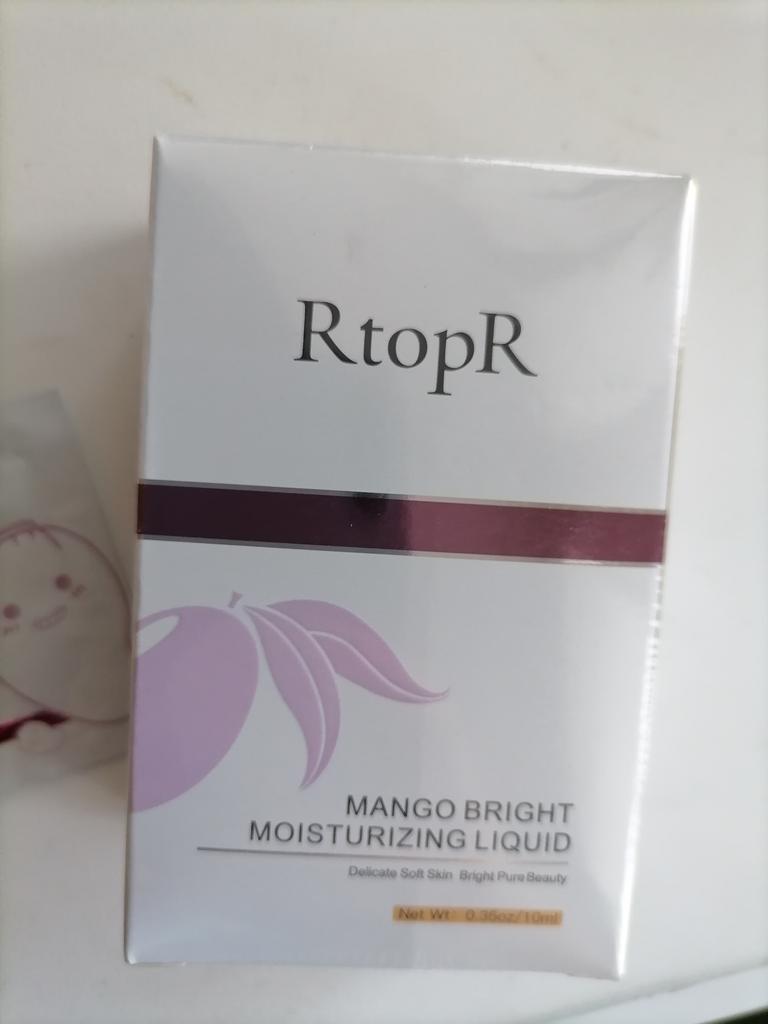 RtopR
MANGO BRIGHT
MOISTURIZING LIQUID
Delicate Soft Skin Bright Pure Beauty
Net Wt: 0.35oz/10ml